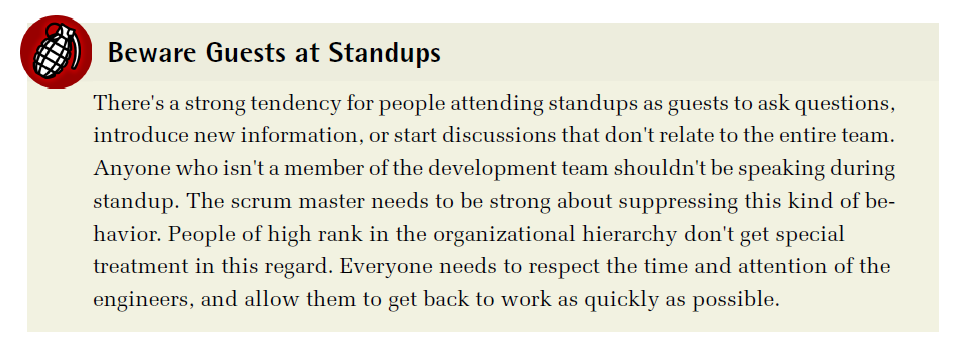 Beware Guests at Standups
There's a strong tendency for people attending standups as guests to ask questions,
introduce new information, or start discussions that don't relate to the entire team.
Anyone who isn't a member of the development team shouldn't be speaking during
standup. The scrum master needs to be strong about suppressing this kind of be-
havior. People of high rank in the organizational hierarchy don't get special
treatment in this regard. Everyone needs to respect the time and attention of the
engineers, and allow them to get back to work as quickly as possible.